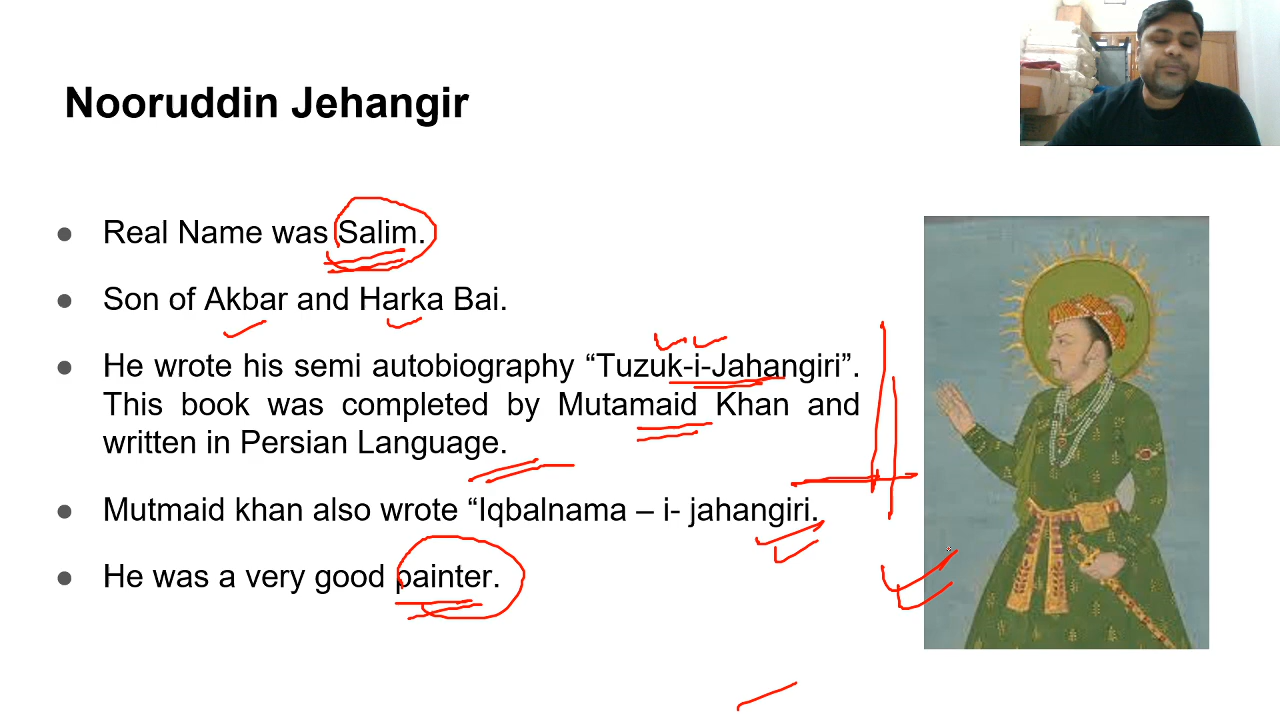 Nooruddin Jehangir
● Real Name was Salim.
● Son of Akbar and Harka Bai.
● He wrote his semi autobiography “Tuzuk-i-Jahangiri”.
This book was completed by Mutamaid Khan and
written in Persian Language.
● Mutmaid khan also wrote “Iqbalnama – i- jahangiri.
● He was a very good painter.